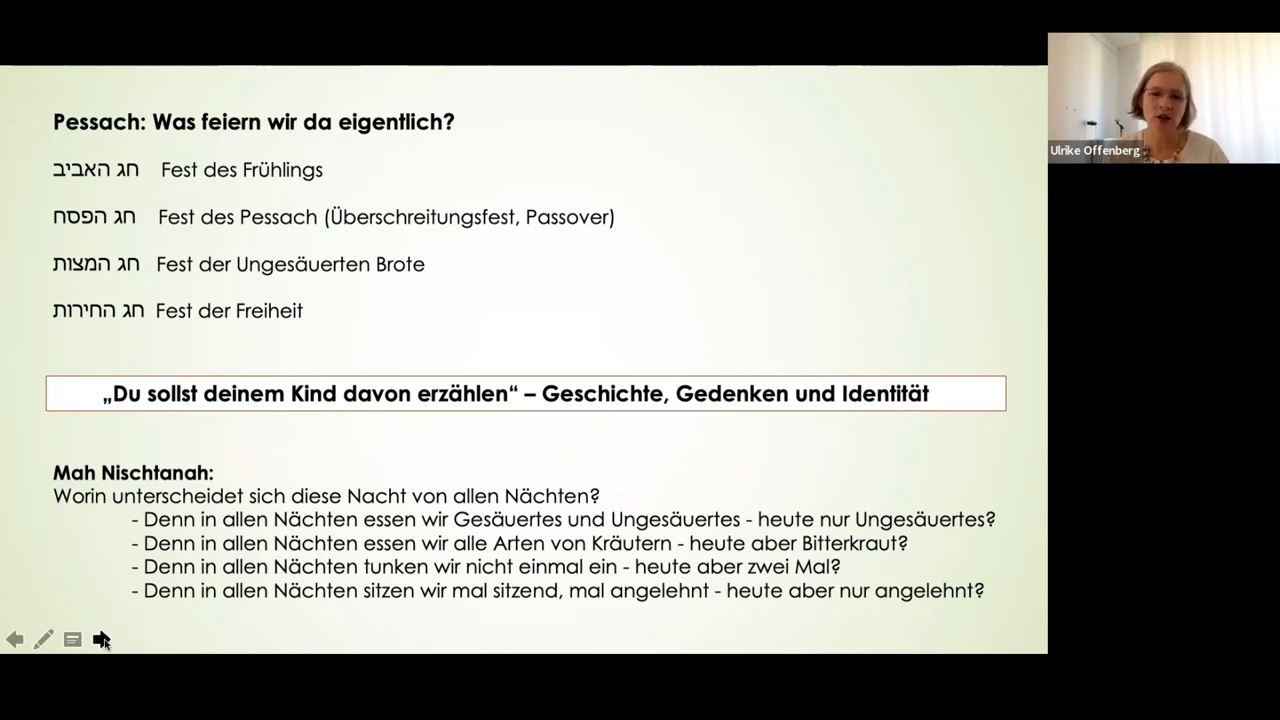 Pessach: Was feiern wir da eigentlich?
חג האביב Fest des Frühlings
חג הפסח Fest des Pessach (Überschreitungsfest, Passover)
חג המצות Fest der Ungesäuerten Brote
חג החירות Fest der Freiheit
„Du sollst deinem Kind davon erzählen“ – Geschichte, Gedenken und Identität
Mah Nischtanah:
Worin unterscheidet sich diese Nacht von allen Nächten?
- Denn in allen Nächten essen wir Gesäuertes und Ungesäuertes - heute nur Ungesäuertes?
- Denn in allen Nächten essen wir alle Arten von Kräutern - heute aber Bitterkraut?
- Denn in allen Nächten tunken wir nicht einmal ein - heute aber zwei Mal?
- Denn in allen Nächten sitzen wir mal sitzend, mal angelehnt - heute aber nur angelehnt?
Ulrike Offenberg